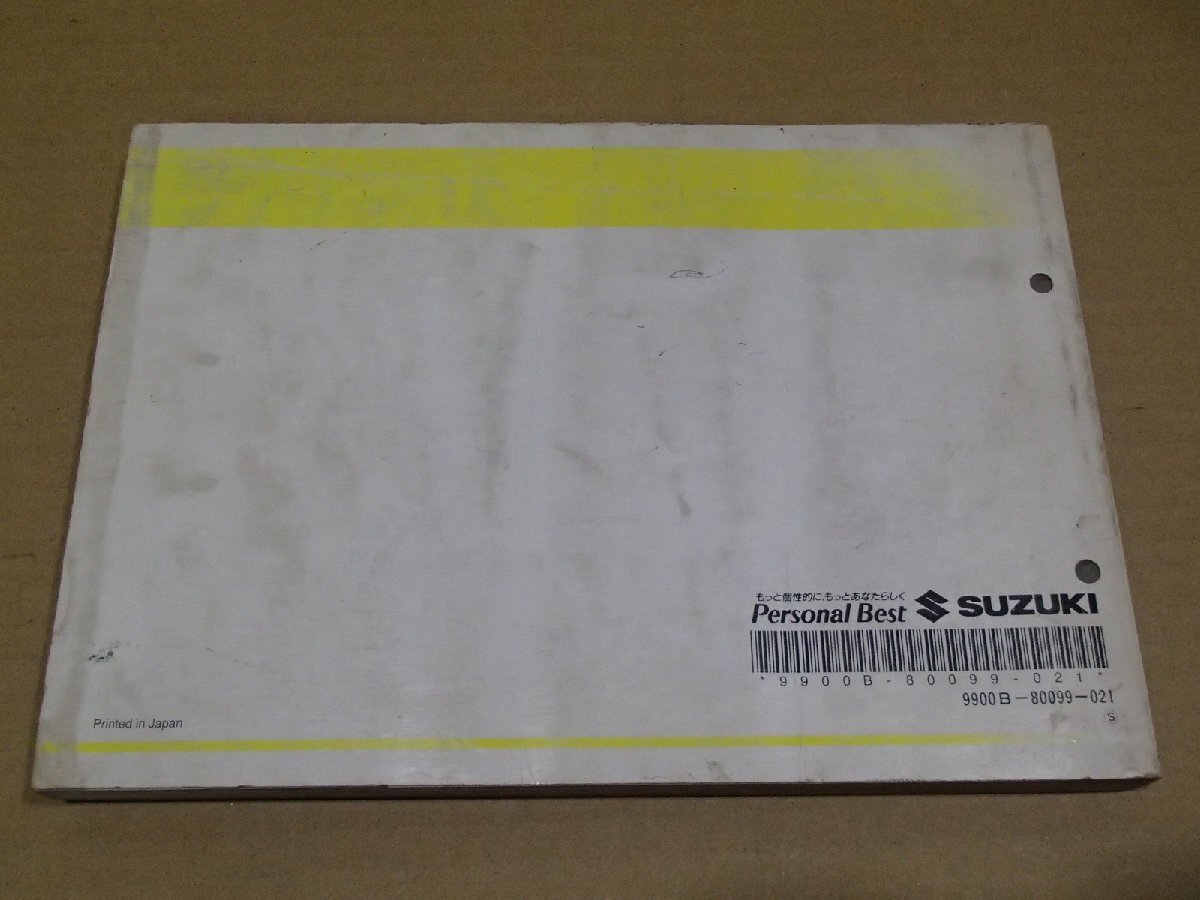 もっと個性的に、もっとあなたらしく
Personal Best SUZUKI
*9900B-80099-021*
9900B-80099-021
S
Printed in Japan